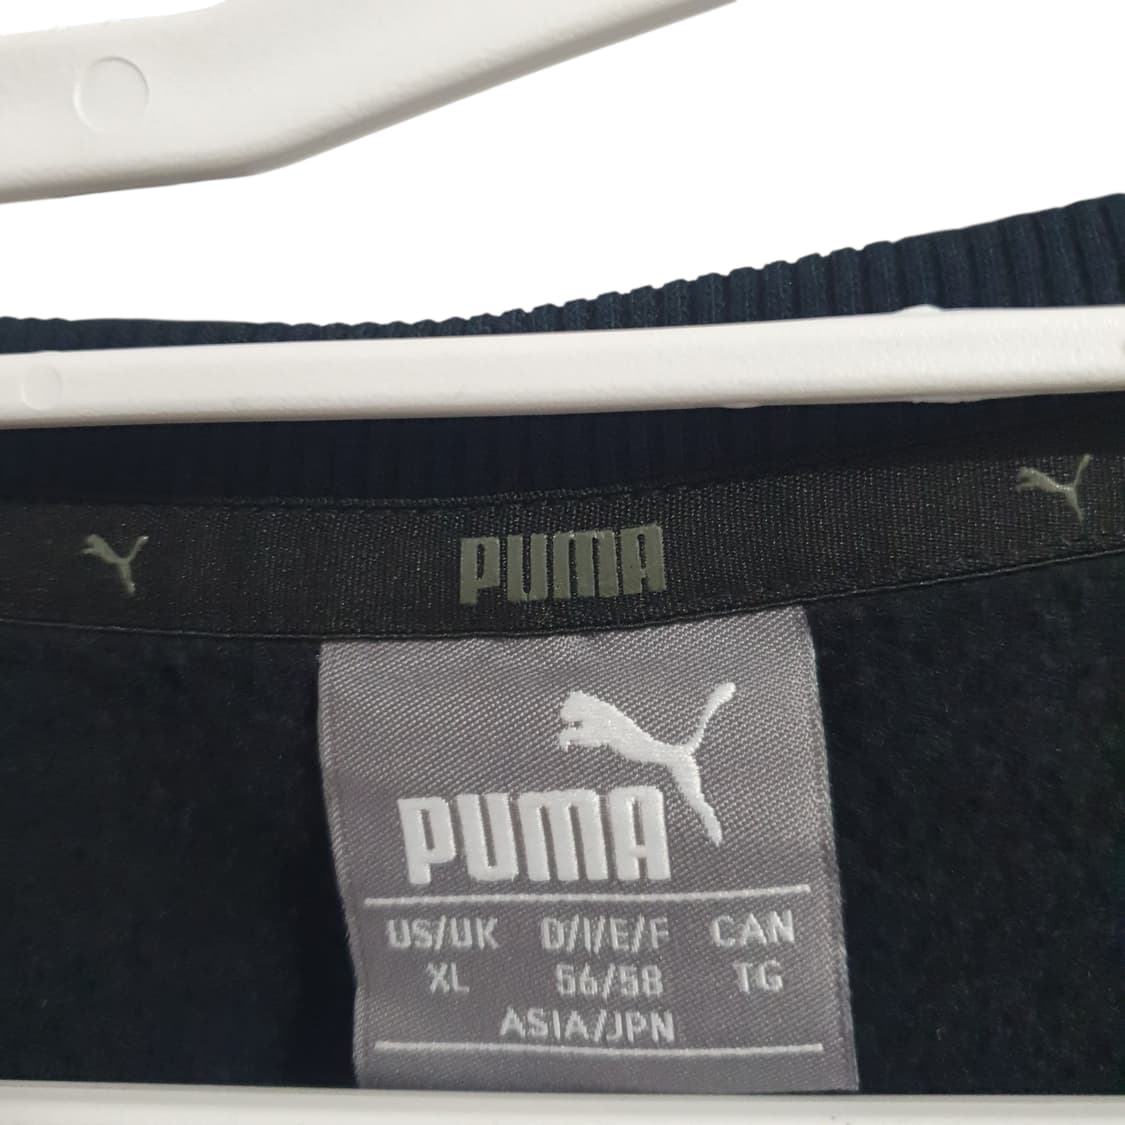 PUMA
PUMA
US/UK D/I/E/F CAN
XL 56/58 TG
ASIA/JPN